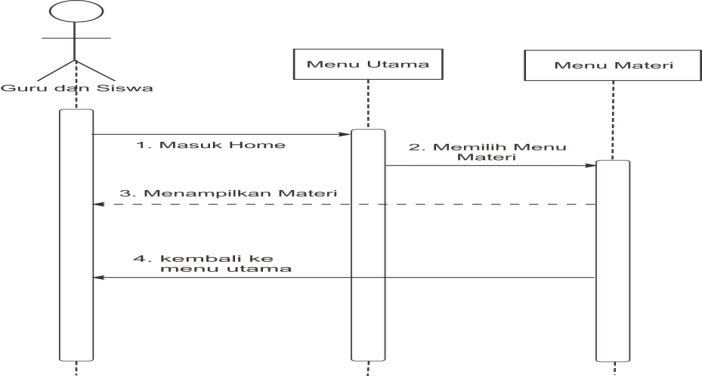 Guru dan Siswa
Menu Utama
Menu Materi
1. Masuk Home
2. Memilih Menu
Materi
3. Menampilkan Materi
4. kembali ke
menu utama